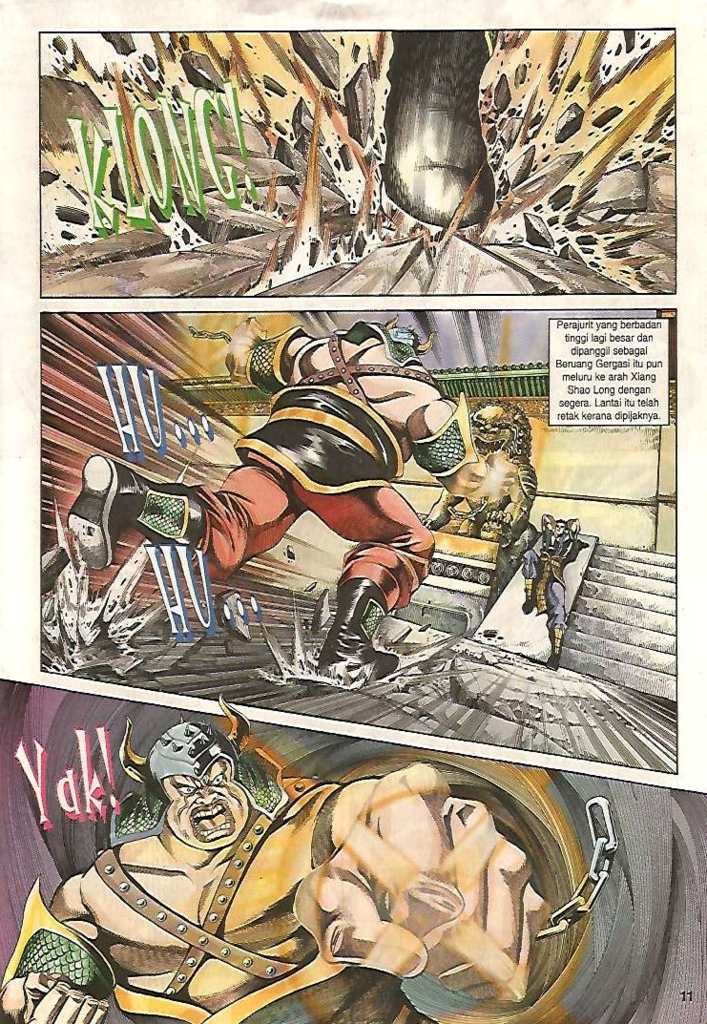 KLONG!
Perajurit yang berbadan
tinggi lagi besar dan
dipanggil sebagai
Beruang Gergasi itu pun
meluru ke arah Xiang
Shao Long dengan
segera. Lantai itu telah
retak kerana dipijaknya.
HU...
HU...
Yak!
11